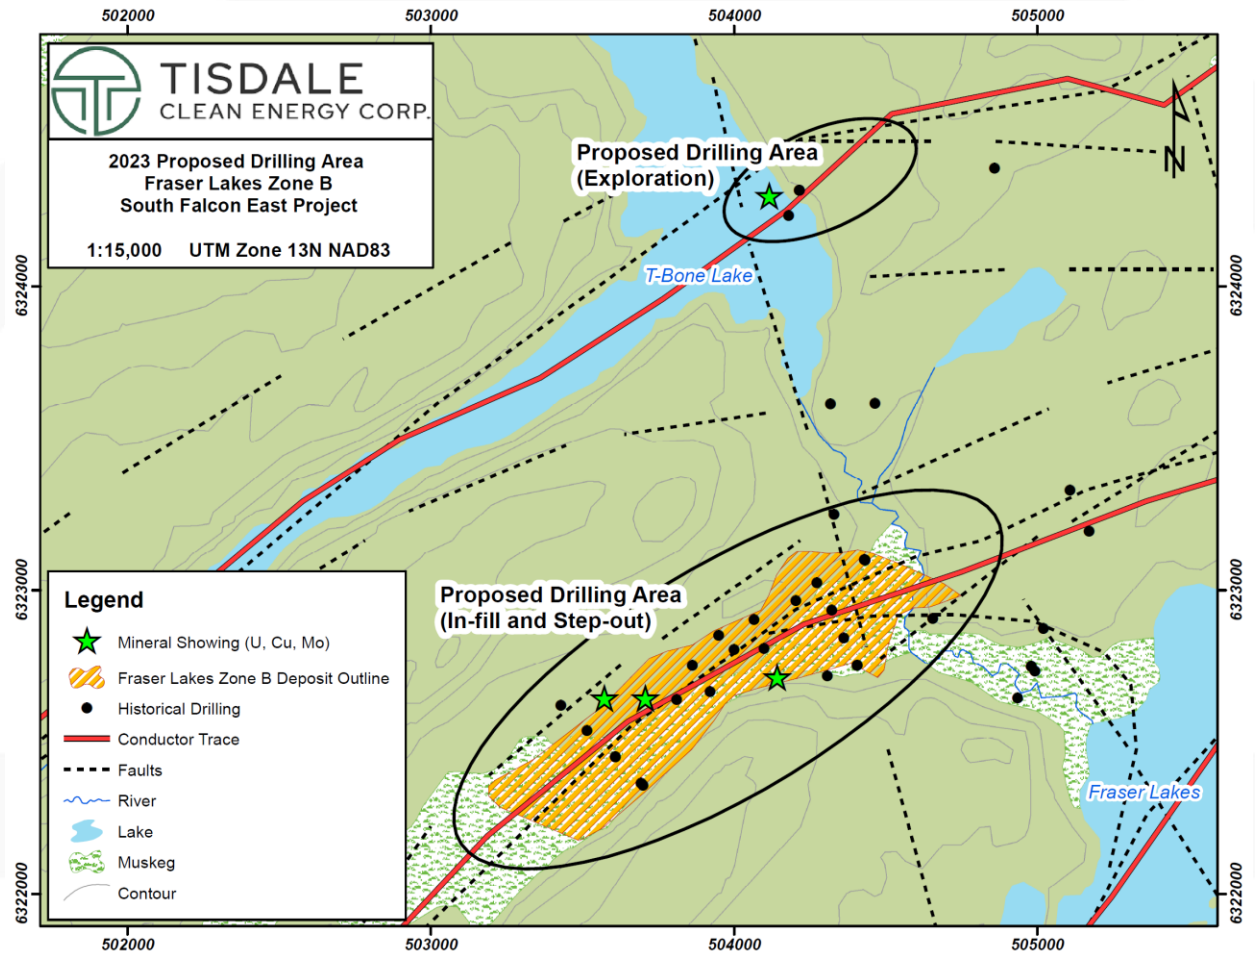 502000
503000
504000
505000
TISDALE
CLEAN ENERGY CORP.
2023 Proposed Drilling Area
Fraser Lakes Zone B
South Falcon East Project
1:15,000 UTM Zone 13N NAD83
Proposed Drilling Area
(Exploration)
N
T-Bone Lake
6324000
6324000
Proposed Drilling Area
(In-fill and Step-out)
6323000
6323000
Legend
Mineral Showing (U, Cu, Mo)
Fraser Lakes Zone B Deposit Outline
Historical Drilling
Conductor Trace
Faults
River
Lake
Muskeg
Contour
Fraser Lakes
6322000
6322000
502000
503000
504000
505000